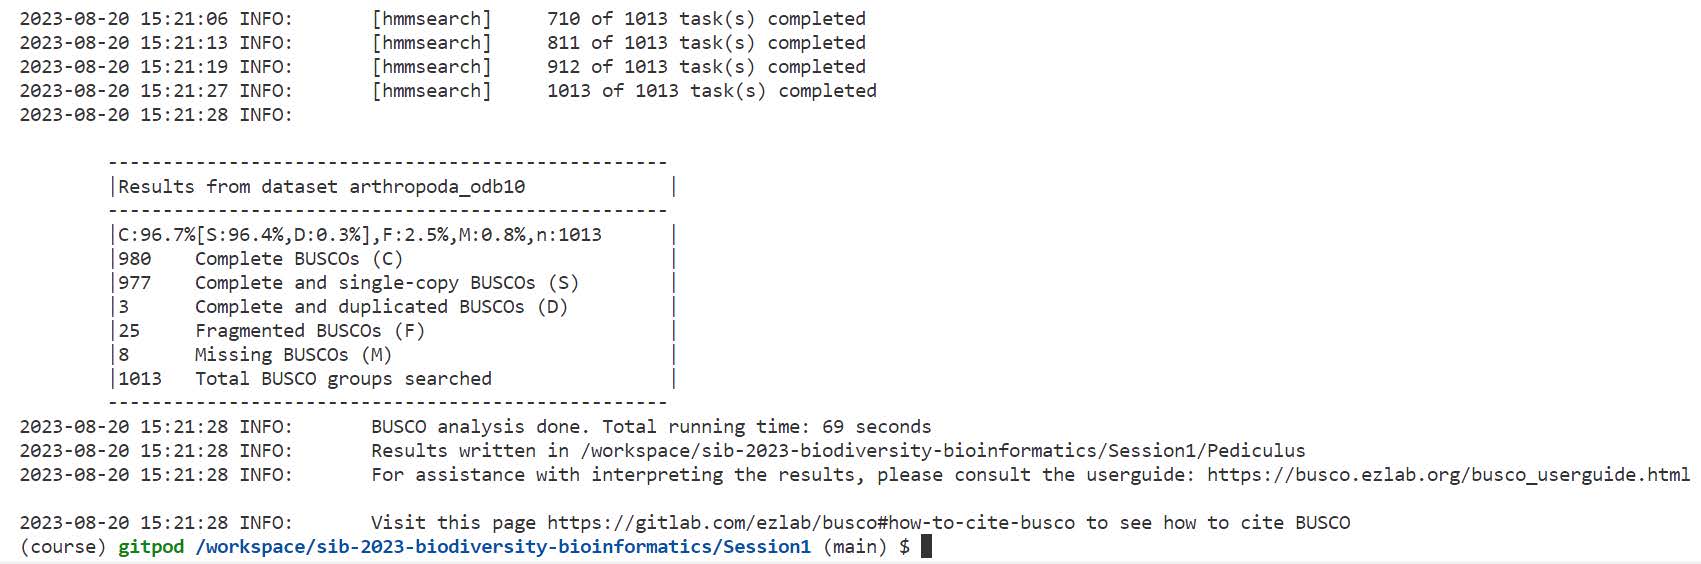 2023-08-20 15:21:06 INFO:       [hmmsearch]     710 of 1013 task(s) completed
2023-08-20 15:21:13 INFO:       [hmmsearch]     811 of 1013 task(s) completed
2023-08-20 15:21:19 INFO:       [hmmsearch]     912 of 1013 task(s) completed
2023-08-20 15:21:27 INFO:       [hmmsearch]     1013 of 1013 task(s) completed
2023-08-20 15:21:28 INFO:
        ---------------------------------------------------
        |Results from dataset arthropoda_odb10             |
        ---------------------------------------------------
        |C:96.7%[S:96.4%,D:0.3%],F:2.5%,M:0.8%,n:1013      |
        |980    Complete BUSCOs (C)                        |
        |977    Complete and single-copy BUSCOs (S)        |
        |3      Complete and duplicated BUSCOs (D)         |
        |25     Fragmented BUSCOs (F)                      |
        |8      Missing BUSCOs (M)                         |
        |1013   Total BUSCO groups searched                |
        ---------------------------------------------------
2023-08-20 15:21:28 INFO:       BUSCO analysis done. Total running time: 69 seconds
2023-08-20 15:21:28 INFO:       Results written in /workspace/sib-2023-biodiversity-bioinformatics/Session1/Pediculus
2023-08-20 15:21:28 INFO:       For assistance with interpreting the results, please consult the userguide: https://busco.ezlab.org/busco_userguide.html
2023-08-20 15:21:28 INFO:       Visit this page https://gitlab.com/ezlab/busco#how-to-cite-busco to see how to cite BUSCO
(course) gitpod /workspace/sib-2023-biodiversity-bioinformatics/Session1 (main) $